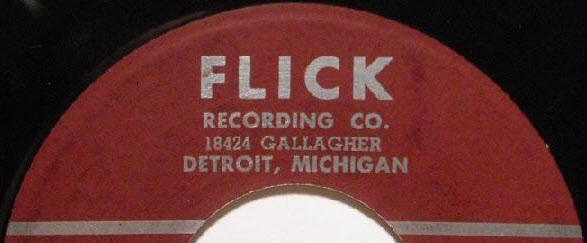 FLICK
RECORDING CO.
18424 GALLAGHER
DETROIT, MICHIGAN